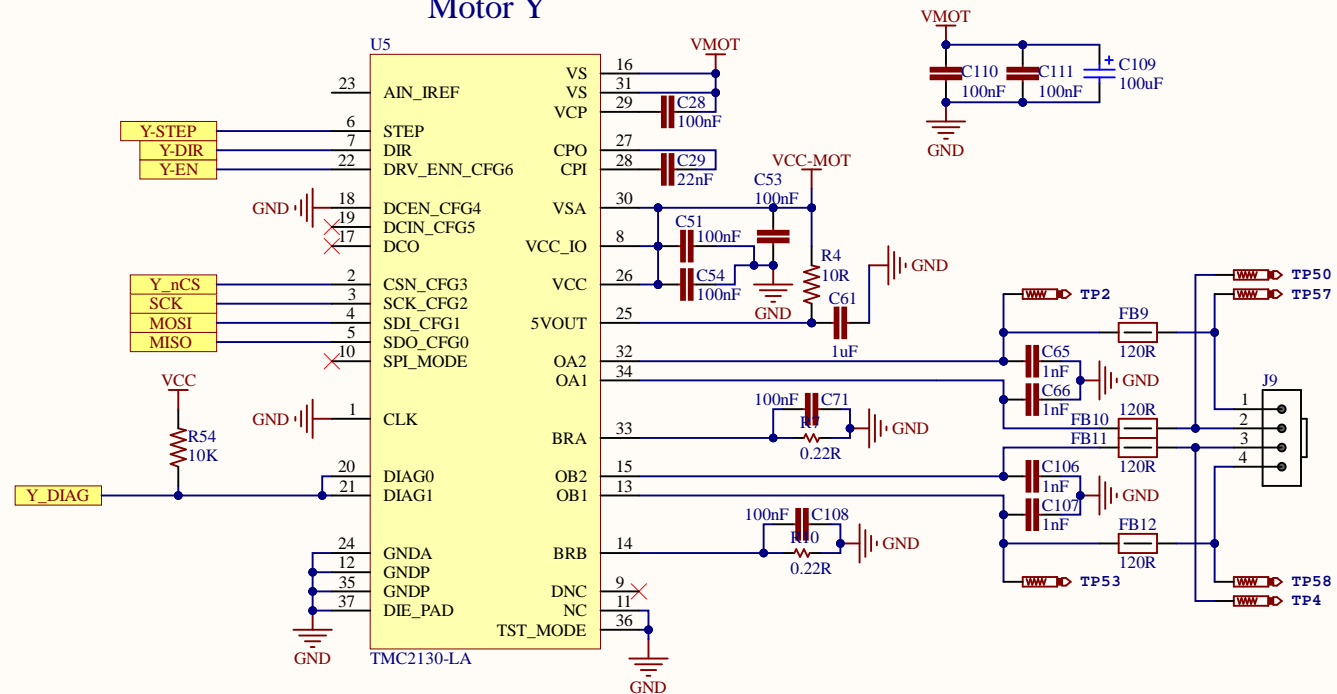 Motor Y
U5
VMOT
VMOT
23 AIN_IREF
VS 16
VS 31
VCP 29
C28
100nF
C110
100nF
C111
100nF
+ C109
100uF
GND
Y-STEP 6 STEP
Y-DIR 7 DIR
Y-EN 22 DRV_ENN_CFG6
CPO 27
CPI 28
C29
22nF
VCC-MOT
C53
100nF
GND 18 DCEN_CFG4
19 DCIN_CFG5
17 DCO
VSA 30
VCC_IO 8
VCC 26
5VOUT 25
C51
100nF
C54
100nF
GND
R4
10R
C61
1uF
GND
Y_nCS 2 CSN_CFG3
SCK 3 SCK_CFG2
MOSI 4 SDI_CFG1
MISO 5 SDO_CFG0
10 SPI_MODE
OA2 32
OA1 34
TP2
TP50
TP57
FB9
120R
C65
1nF
C66
1nF
GND
VCC
R54
10K
GND 1 CLK
BRA 33
100nF C71
R7
0.22R
GND
FB10 120R
FB11
120R
J9
1
2
3
4
20 DIAG0
Y_DIAG 21 DIAG1
OB2 15
OB1 13
C106
1nF
C107
1nF
GND
100nF C108
R10
0.22R
GND
FB12
120R
24 GNDA
12 GNDP
35 GNDP
37 DIE_PAD
GND
BRB 14
DNC 9
NC 11
TST_MODE 36
GND
TP53
TP58
TP4
TMC2130-LA